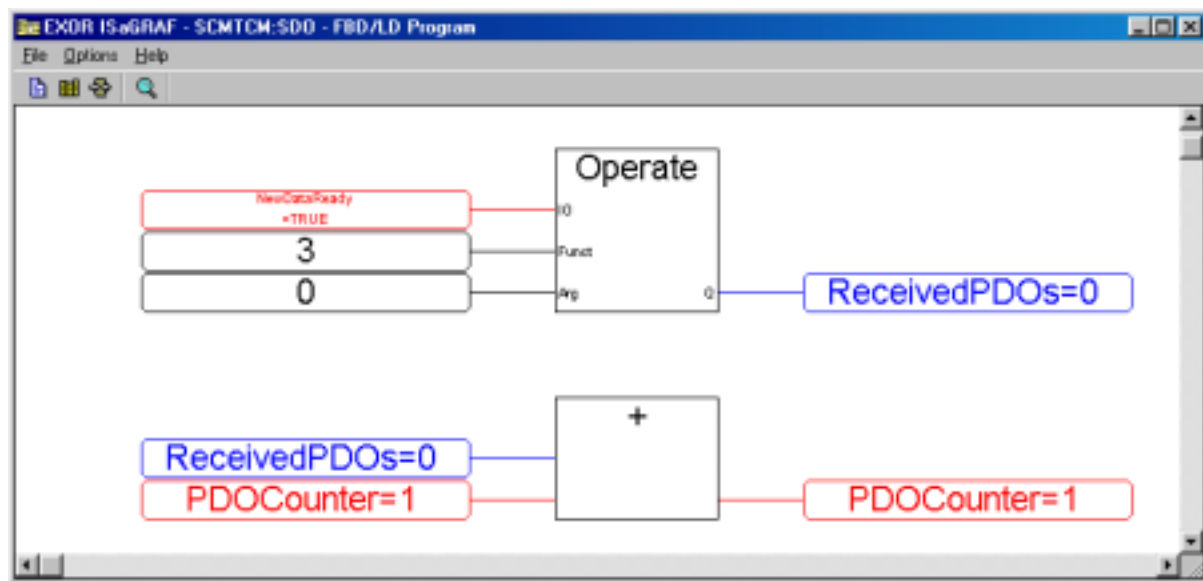 EXOR ISaGRAF - SCMTCM:SDO - FBD/LD Program
File Options Help
Operate
NewDataReady
=TRUE
IO
3
Funct
0
Arg
Q
ReceivedPDOs=0
+
ReceivedPDOs=0
PDOCounter=1
PDOCounter=1